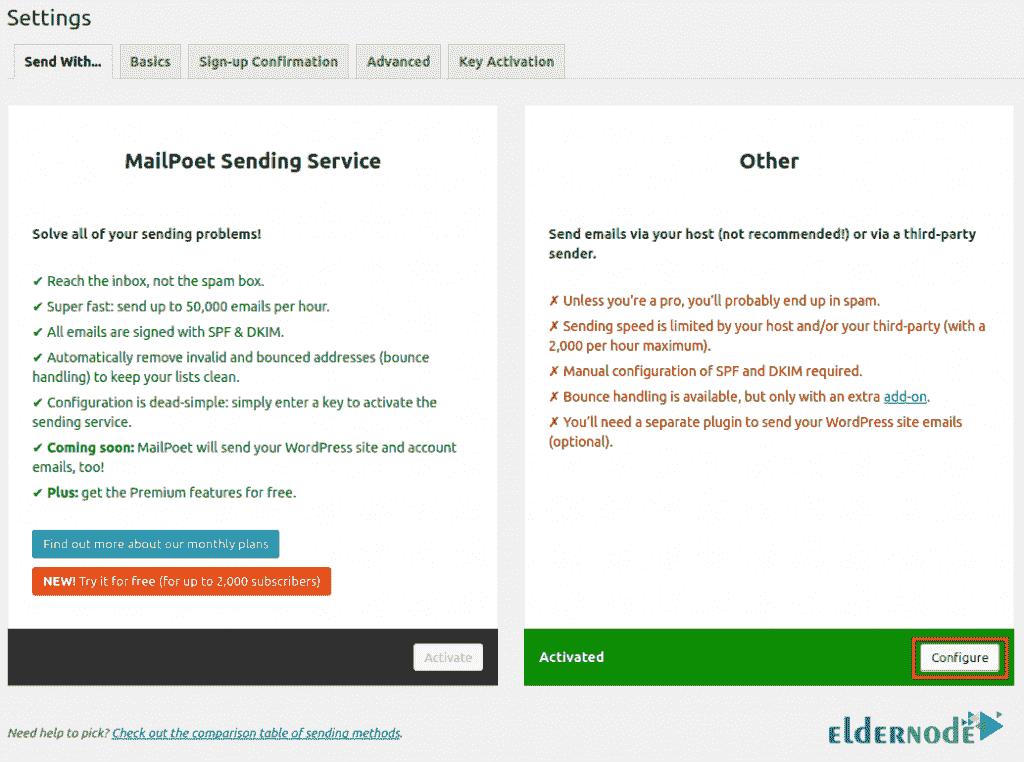 Settings
Send With...
Basics
Sign-up Confirmation
Advanced
Key Activation
MailPoet Sending Service
Solve all of your sending problems!
✔ Reach the inbox, not the spam box.
✔ Super fast: send up to 50,000 emails per hour.
✔ All emails are signed with SPF & DKIM.
✔ Automatically remove invalid and bounced addresses (bounce
handling) to keep your lists clean.
✔ Configuration is dead-simple: simply enter a key to activate the
sending service.
✔ Coming soon: MailPoet will send your WordPress site and account
emails, too!
✔ Plus: get the Premium features for free.
Find out more about our monthly plans
NEW! Try it for free (for up to 2,000 subscribers)
Activate
Other
Send emails via your host (not recommended!) or via a third-party
sender.
✗ Unless you're a pro, you'll probably end up in spam.
✗ Sending speed is limited by your host and/or your third-party (with a
2,000 per hour maximum).
✗ Manual configuration of SPF and DKIM required.
✗ Bounce handling is available, but only with an extra add-on.
✗ You'll need a separate plugin to send your WordPress site emails
(optional).
Activated
Configure
Need help to pick? Check out the comparison table of sending methods.
elderNode